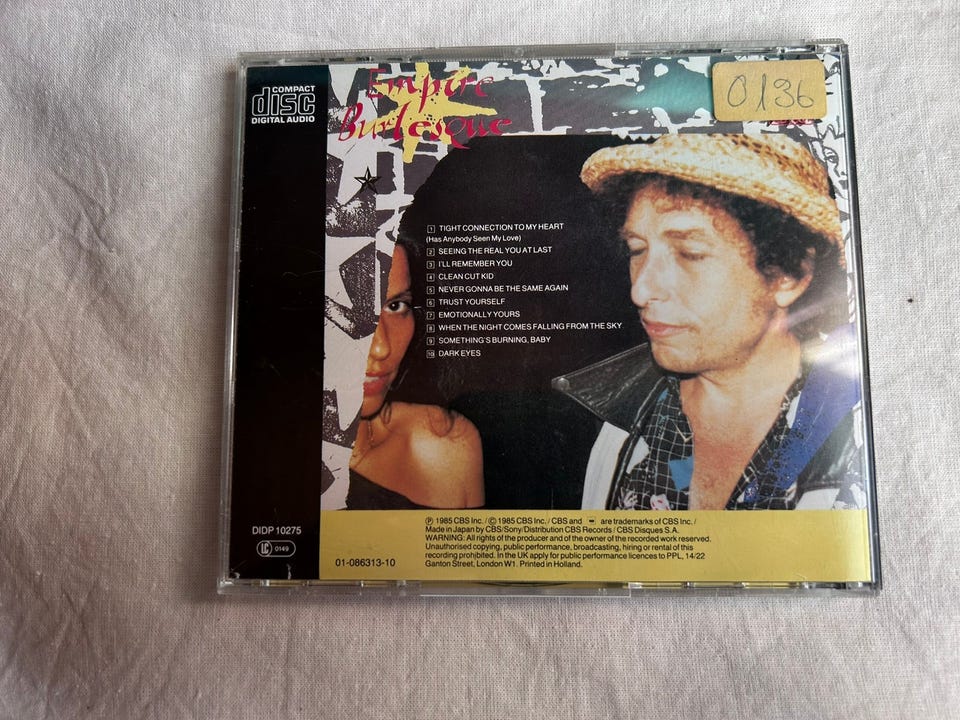 COMPACT
disc
DIGITAL AUDIO
Empire
Burlesque
0136
1 TIGHT CONNECTION TO MY HEART
(Has Anybody Seen My Love)
2 SEEING THE REAL YOU AT LAST
3 I'LL REMEMBER YOU
4 CLEAN CUT KID
5 NEVER GONNA BE THE SAME AGAIN
6 TRUST YOURSELF
7 EMOTIONALLY YOURS
8 WHEN THE NIGHT COMES FALLING FROM THE SKY
9 SOMETHING'S BURNING, BABY
10 DARK EYES
DIDP 10275
LC 0149
01-086313-10
℗ 1985 CBS Inc. / © 1985 CBS Inc. / CBS and are trademarks of CBS Inc. /
Made in Japan by CBS/Sony/Distribution CBS Records / CBS Disques S.A.
WARNING: All rights of the producer and of the owner of the recorded work reserved.
Unauthorised copying, public performance, broadcasting, hiring or rental of this
recording prohibited. In the UK apply for public performance licences to PPL, 14-22
Ganton Street, London W1. Printed in Holland.